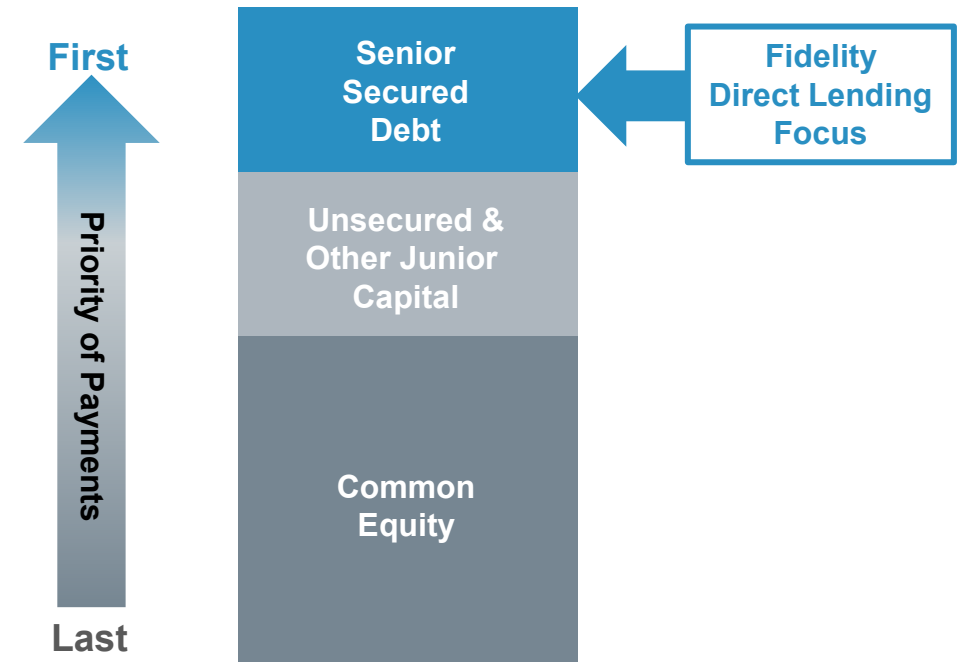 First
Priority of Payments
Last
Senior
Secured
Debt
Unsecured &
Other Junior
Capital
Common
Equity
Fidelity
Direct Lending
Focus